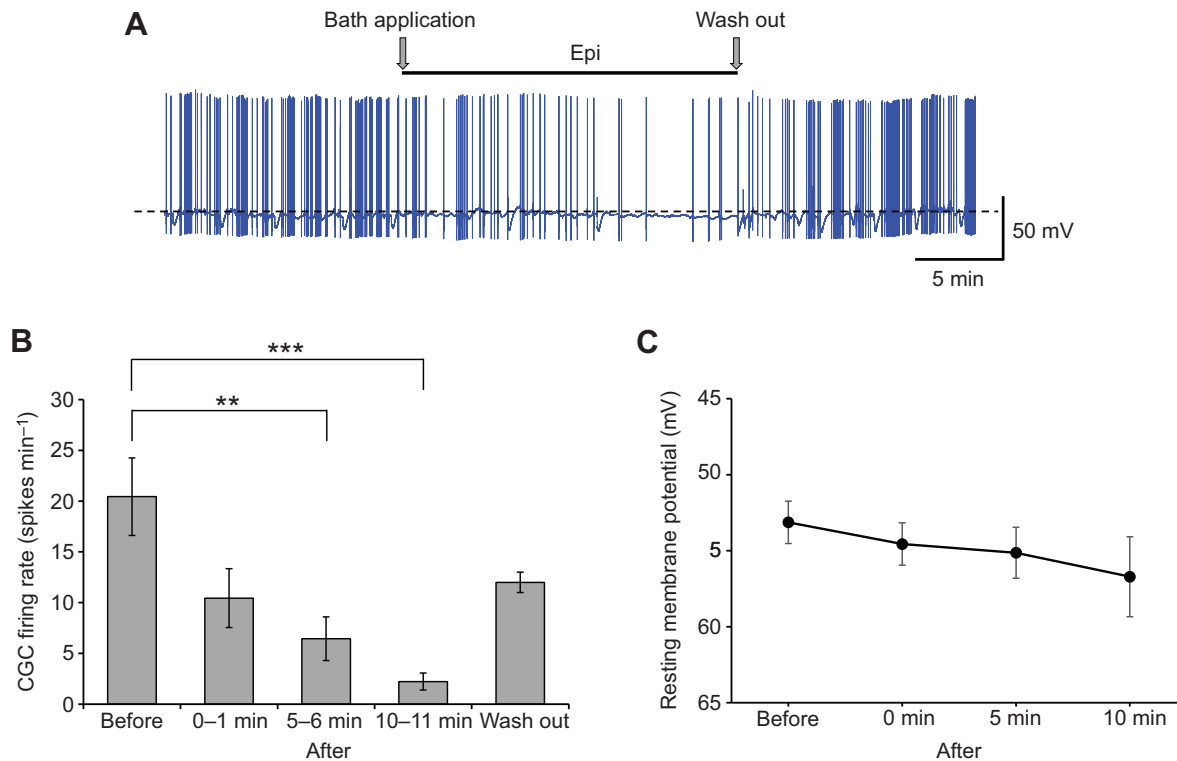 A
Bath application
Wash out
Epi
50 mV
5 min
B
***
**
CGC firing rate (spikes min–1)
30
25
20
15
10
5
0
Before
0–1 min
5–6 min
10–11 min
Wash out
After
C
Resting membrane potential (mV)
45
50
5
60
65
Before
0 min
5 min
10 min
After